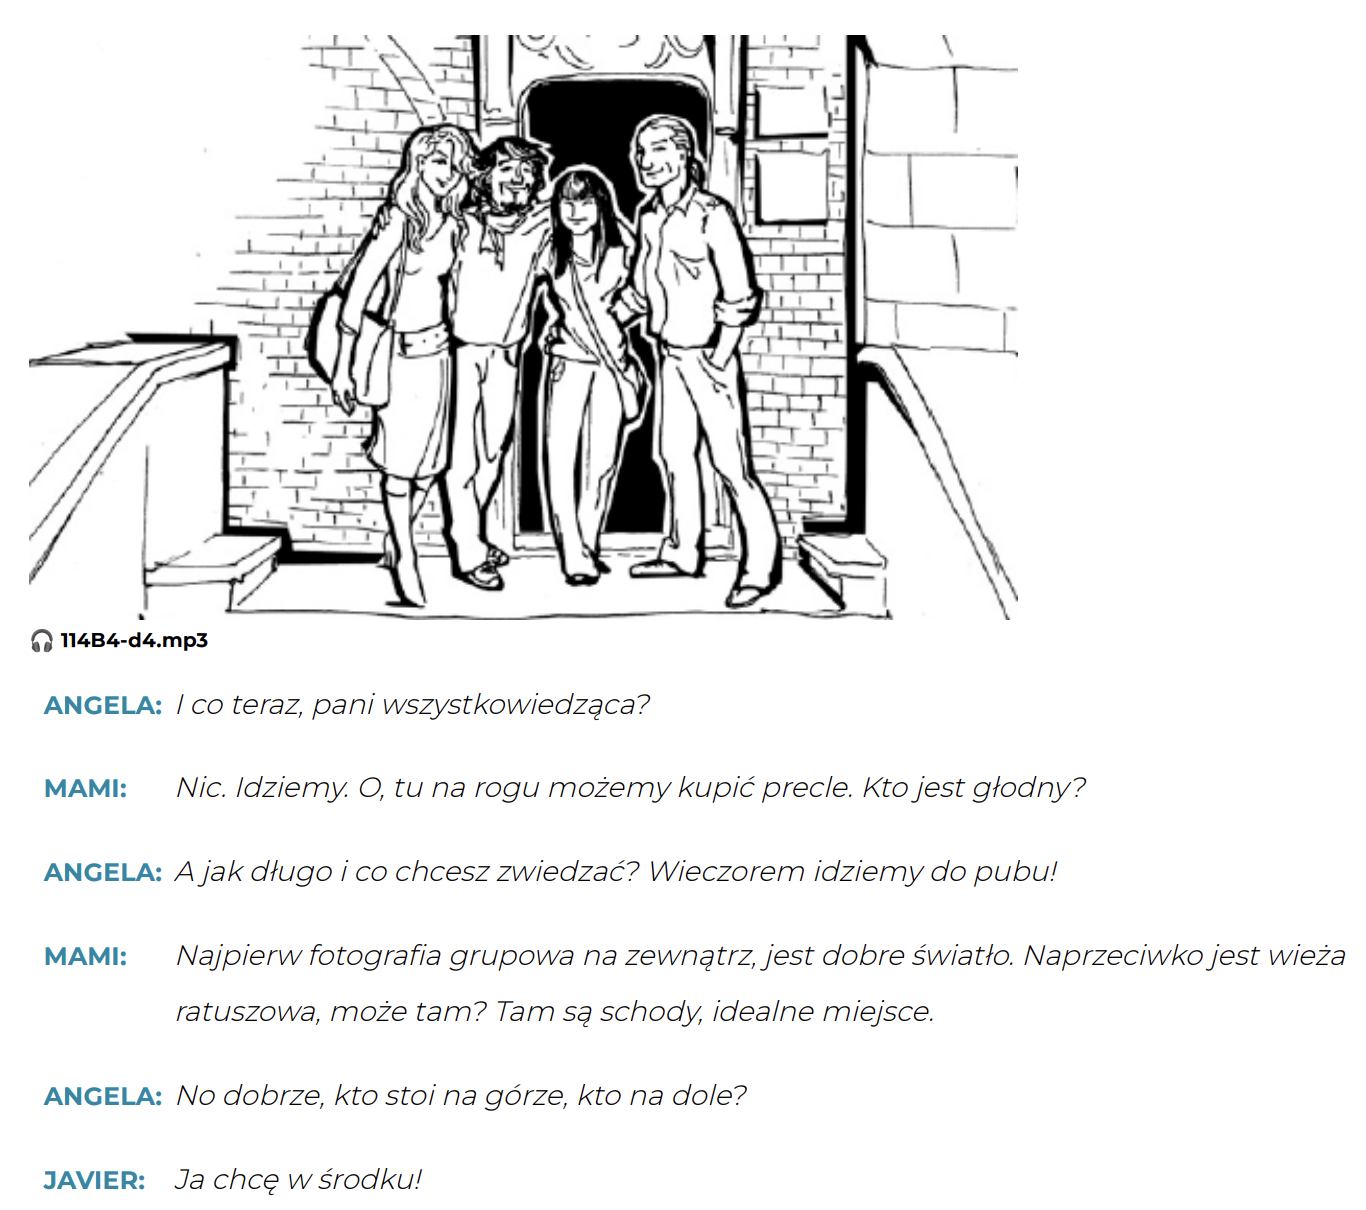 114B4-d4.mp3
ANGELA: I co teraz, pani wszystkowiedząca?
MAMI: Nic. Idziemy. O, tu na rogu możemy kupić precle. Kto jest głodny?
ANGELA: A jak długo i co chcesz zwiedzać? Wieczorem idziemy do pubu!
MAMI: Najpierw fotografia grupowa na zewnątrz, jest dobre światło. Naprzeciwko jest wieża
ratuszowa, może tam? Tam są schody, idealne miejsce.
ANGELA: No dobrze, kto stoi na górze, kto na dole?
JAVIER: Ja chcę w środku!